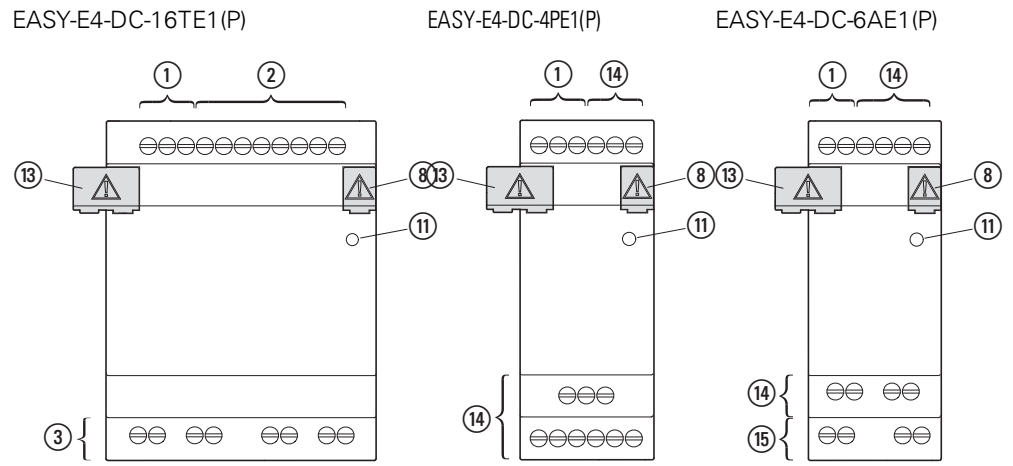 EASY-E4-DC-16TE1(P) EASY-E4-DC-4PE1(P) EASY-E4-DC-6AE1(P)
1 2 1 14 1 14
13 8 13 8 13 8
11 11 11
14 14
3 15